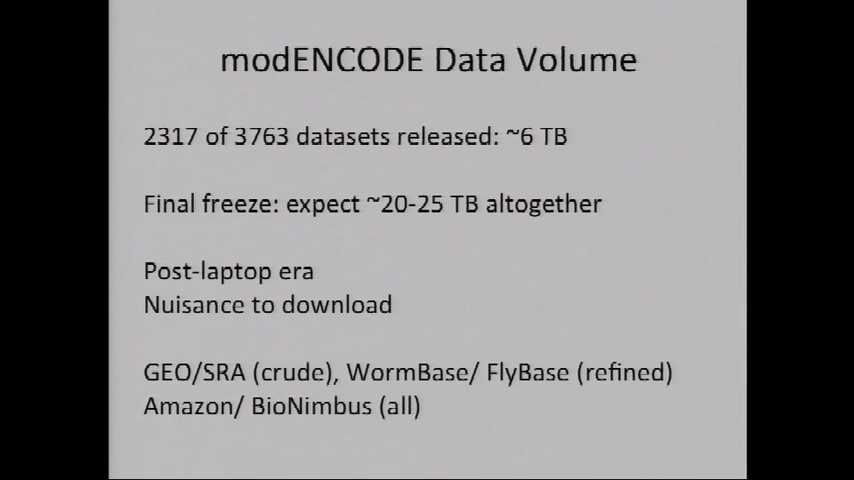 modENCODE Data Volume
2317 of 3763 datasets released: ~6 TB
Final freeze: expect ~20-25 TB altogether
Post-laptop era
Nuisance to download
GEO/SRA (crude), WormBase/ FlyBase (refined)
Amazon/ BioNimbus (all)